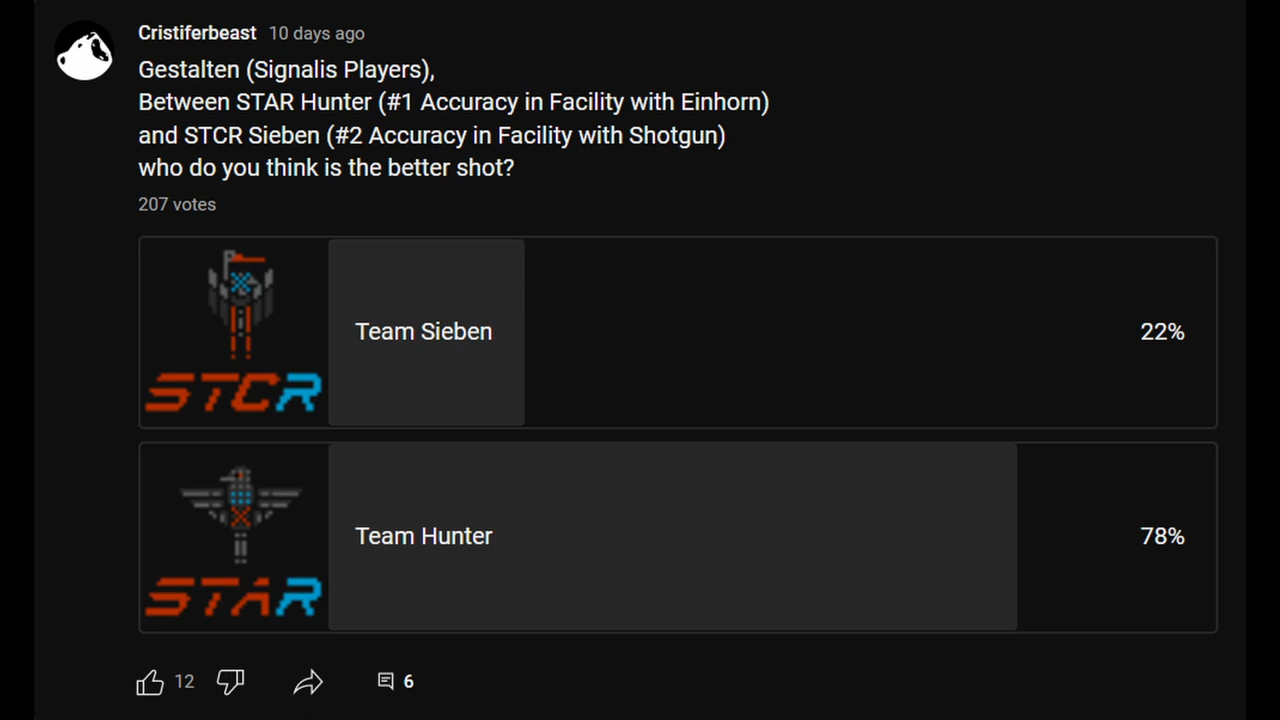 Cristiferbeast 10 days ago
Gestalten (Signalis Players),
Between STAR Hunter (#1 Accuracy in Facility with Einhorn)
and STCR Sieben (#2 Accuracy in Facility with Shotgun)
who do you think is the better shot?
207 votes
Team Sieben 22%
STCR
Team Hunter 78%
STAR
12 6